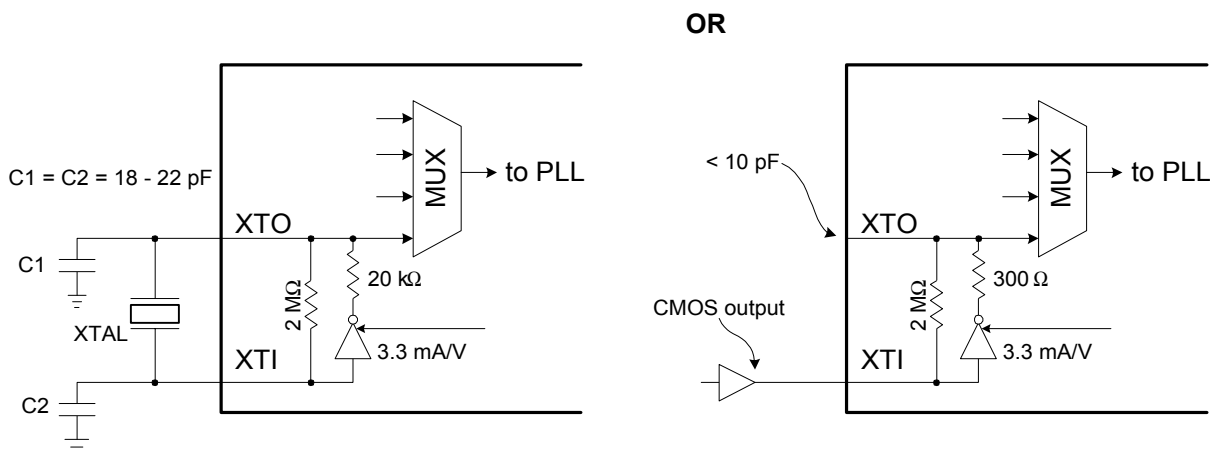 OR
C1 = C2 = 18 - 22 pF
MUX
to PLL
XTO
C1
20 kΩ
2 MΩ
XTAL
XTI
3.3 mA/V
C2
< 10 pF
MUX
to PLL
XTO
300 Ω
2 MΩ
CMOS output
XTI
3.3 mA/V